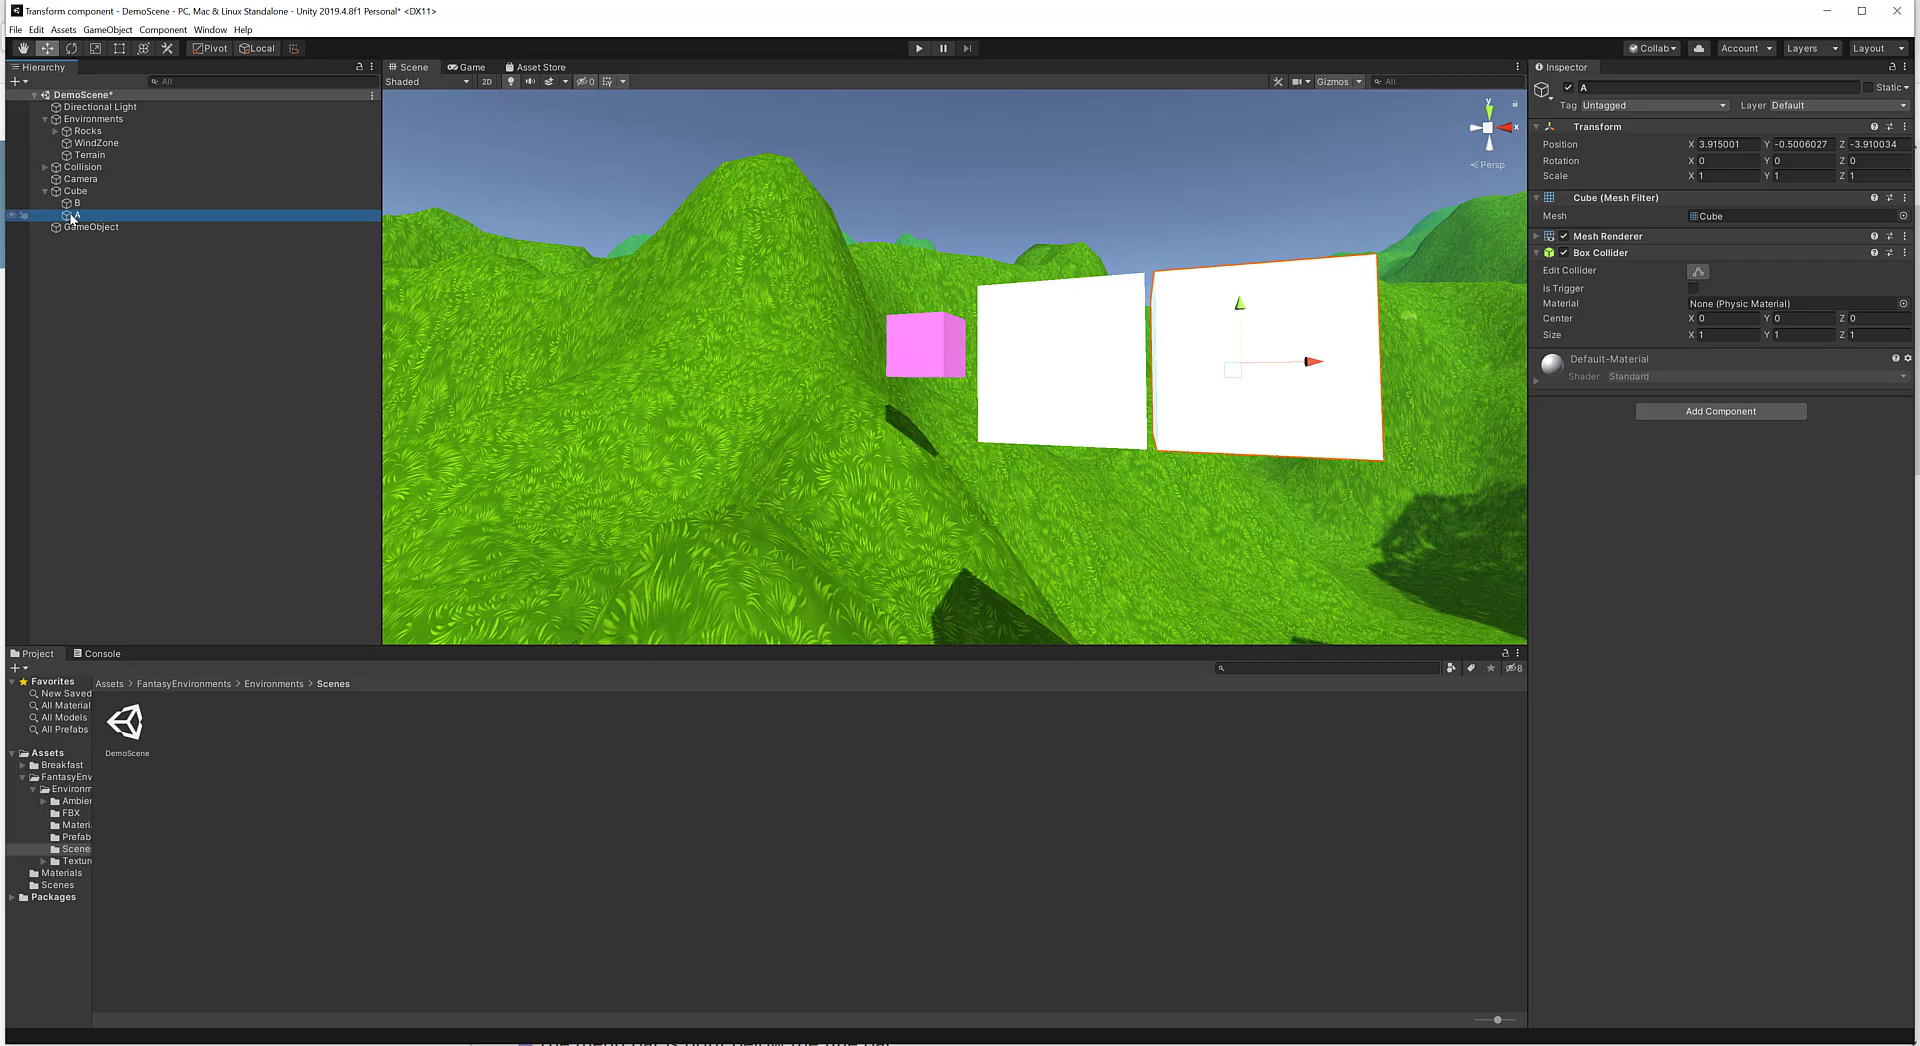 Transform component - DemoScene - PC, Mac & Linux Standalone - Unity 2019.4.8f1 Personal* <DX11>
File Edit Assets GameObject Component Window Help
Pivot Local Collab Account Layers Layout
Hierarchy
All
DemoScene*
Directional Light
Environments
Rocks
WindZone
Terrain
Collision
Camera
Cube
B
A
GameObject
Scene Game Asset Store
Shaded 2D 0 Gizmos All
y
x
Persp
Inspector
A Static
Tag Untagged Layer Default
Transform
Position X 3.915001 Y -0.5006027 Z -3.910034
Rotation X 0 Y 0 Z 0
Scale X 1 Y 1 Z 1
Cube (Mesh Filter)
Mesh Cube
Mesh Renderer
Box Collider
Edit Collider
Is Trigger
Material None (Physic Material)
Center X 0 Y 0 Z 0
Size X 1 Y 1 Z 1
Default-Material
Shader Standard
Add Component
Project Console
8
Favorites
New Saved
All Material
All Models
All Prefabs
Assets
Breakfast
FantasyEnv
Environm
Ambier
FBX
Materi
Prefab
Scene
Textur
Materials
Scenes
Packages
Assets > FantasyEnvironments > Environments > Scenes
DemoScene